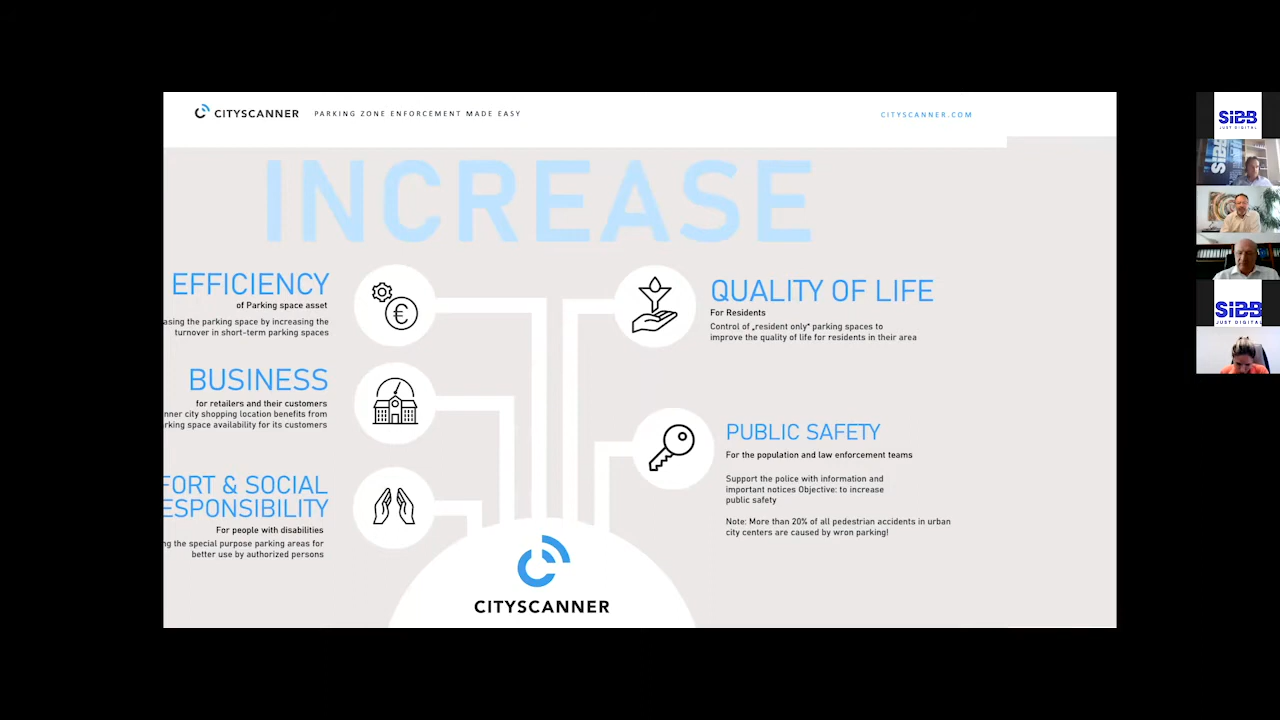 CITYSCANNER
PARKING ZONE ENFORCEMENT MADE EASY
CITYSCANNER.COM
INCREASE
EFFICIENCY
of Parking space asset
asing the parking space by increasing the
turnover in short-term parking spaces
BUSINESS
for retailers and their customers
nner city shopping location benefits from
rking space availability for its customers
FORT & SOCIAL
ESPONSIBILITY
For people with disabilities
ng the special purpose parking areas for
better use by authorized persons
QUALITY OF LIFE
For Residents
Control of „resident only“ parking spaces to
improve the quality of life for residents in their area
PUBLIC SAFETY
For the population and law enforcement teams
Support the police with information and
important notices Objective: to increase
public safety
Note: More than 20% of all pedestrian accidents in urban
city centers are caused by wron parking!
CITYSCANNER
SIBB
JUST DIGITAL
SIBB
SIBB
JUST DIGITAL